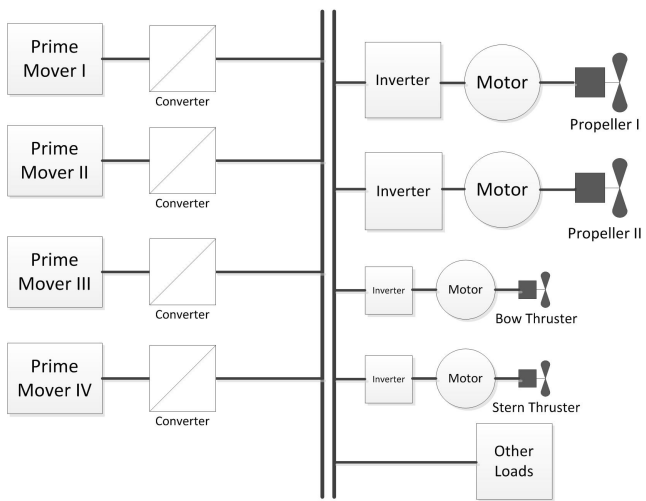 Prime
Mover I
Converter
Prime
Mover II
Converter
Prime
Mover III
Converter
Prime
Mover IV
Converter
Inverter
Motor
Propeller I
Inverter
Motor
Propeller II
Inverter
Motor
Bow Thruster
Inverter
Motor
Stern Thruster
Other
Loads